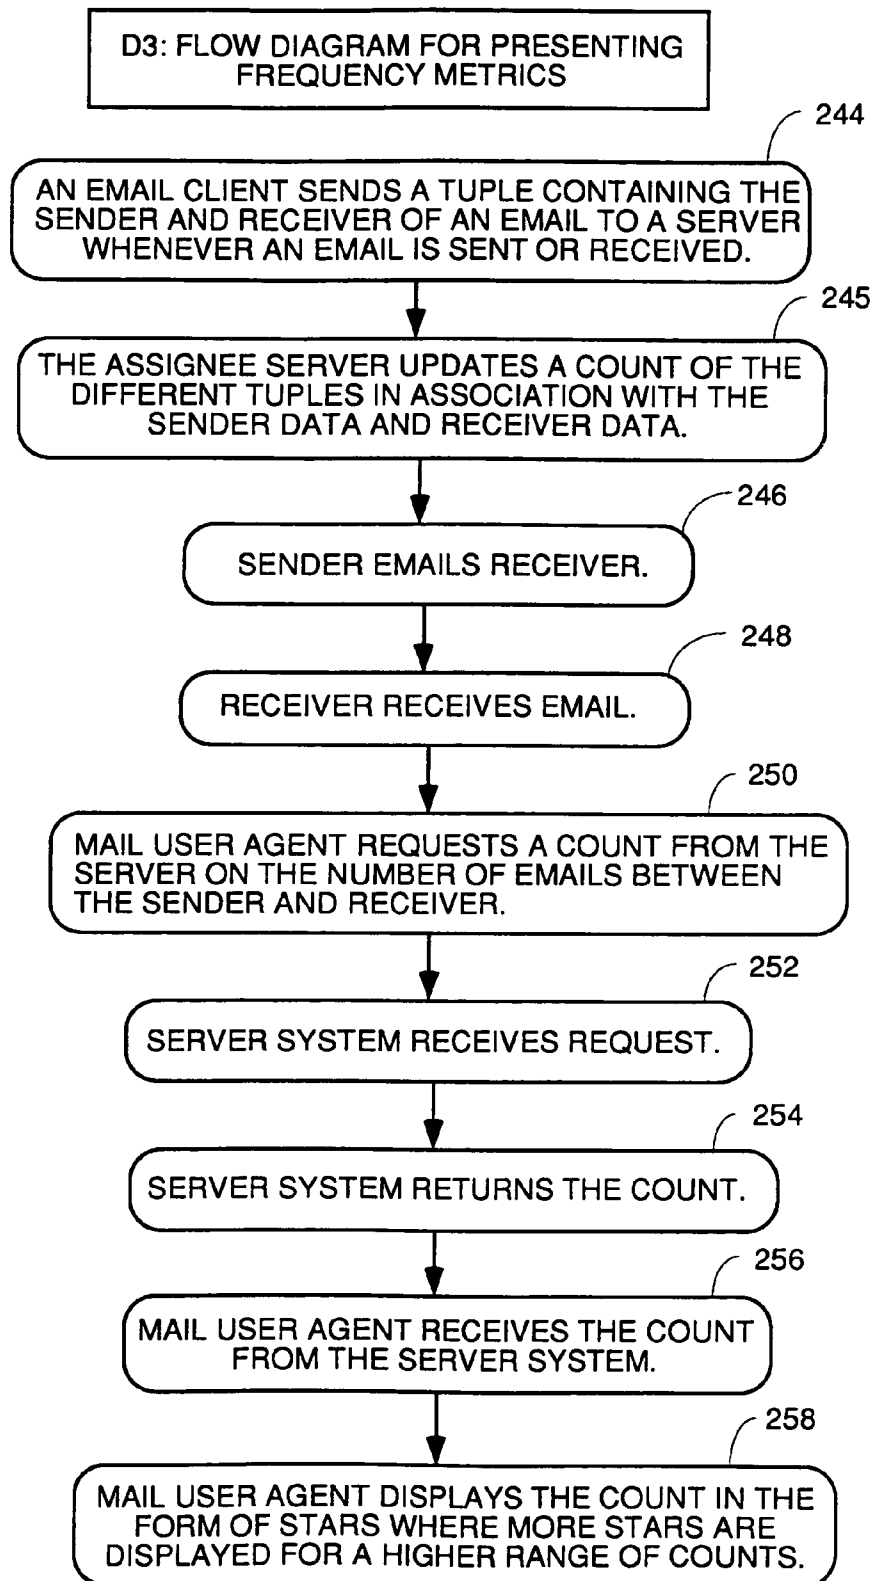 D3: FLOW DIAGRAM FOR PRESENTING
FREQUENCY METRICS
244
AN EMAIL CLIENT SENDS A TUPLE CONTAINING THE
SENDER AND RECEIVER OF AN EMAIL TO A SERVER
WHENEVER AN EMAIL IS SENT OR RECEIVED.
245
THE ASSIGNEE SERVER UPDATES A COUNT OF THE
DIFFERENT TUPLES IN ASSOCIATION WITH THE
SENDER DATA AND RECEIVER DATA.
246
SENDER EMAILS RECEIVER.
248
RECEIVER RECEIVES EMAIL.
250
MAIL USER AGENT REQUESTS A COUNT FROM THE
SERVER ON THE NUMBER OF EMAILS BETWEEN
THE SENDER AND RECEIVER.
252
SERVER SYSTEM RECEIVES REQUEST.
254
SERVER SYSTEM RETURNS THE COUNT.
256
MAIL USER AGENT RECEIVES THE COUNT
FROM THE SERVER SYSTEM.
258
MAIL USER AGENT DISPLAYS THE COUNT IN THE
FORM OF STARS WHERE MORE STARS ARE
DISPLAYED FOR A HIGHER RANGE OF COUNTS.